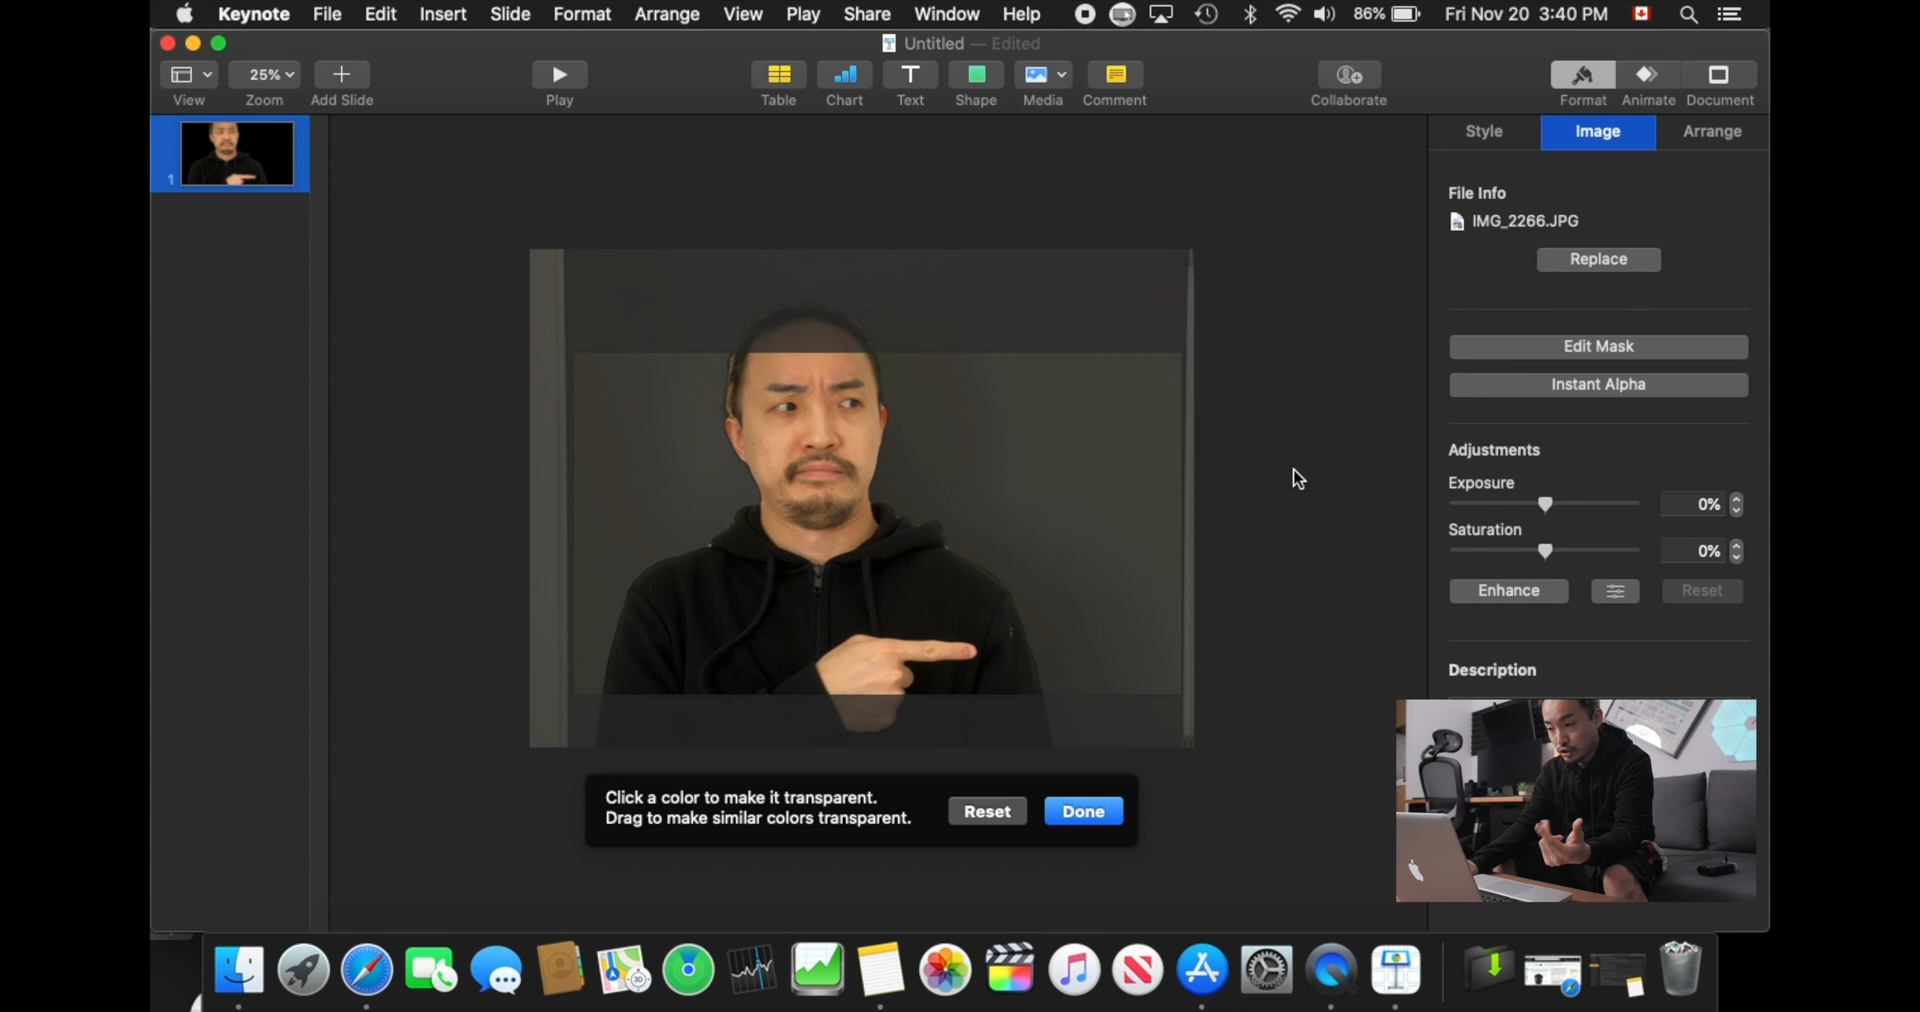 Keynote File Edit Insert Slide Format Arrange View Play Share Window Help 86% Fri Nov 20 3:40 PM
Untitled — Edited
25%
View Zoom Add Slide Play Table Chart Text Shape Media Comment Collaborate Format Animate Document
Style Image Arrange
1
File Info
IMG_2266.JPG
Replace
Edit Mask
Instant Alpha
Adjustments
Exposure
0%
Saturation
0%
Enhance Reset
Description
Click a color to make it transparent.
Drag to make similar colors transparent.
Reset Done